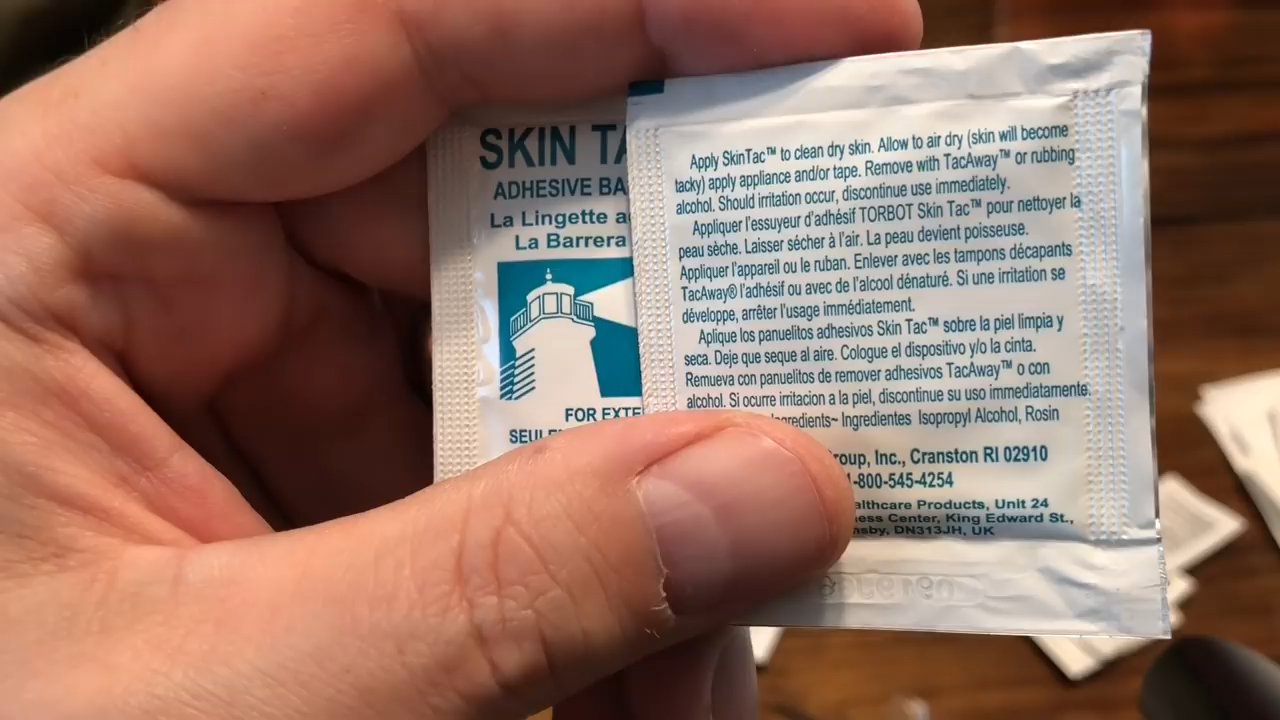 SKIN TA
ADHESIVE BA
La Lingette a
La Barrera
FOR EXTE
SEULE
Apply SkinTac™ to clean dry skin. Allow to air dry (skin will become
tacky) apply appliance and/or tape. Remove with TacAway™ or rubbing
alcohol. Should irritation occur, discontinue use immediately.
Appliquer l'essuyeur d'adhésif TORBOT Skin Tac™ pour nettoyer la
peau sèche. Laisser sécher à l'air. La peau devient poisseuse.
Appliquer l'appareil ou le ruban. Enlever avec les tampons décapants
TacAway® l'adhésif ou avec de l'alcool dénaturé. Si une irritation se
développe, arrêter l'usage immédiatement.
Aplique los panuelitos adhesivos Skin Tac™ sobre la piel limpia y
seca. Deje que seque al aire. Cologue el dispositivo y/o la cinta.
Remueva con panuelitos de remover adhesivos TacAway™ o con
alcohol. Si ocurre irritacion a la piel, discontinue su uso immediatamente.
ngredients~ Ingredientes Isopropyl Alcohol, Rosin
roup, Inc., Cranston RI 02910
1-800-545-4254
althcare Products, Unit 24
ness Center, King Edward St.,
nsby, DN313JH, UK